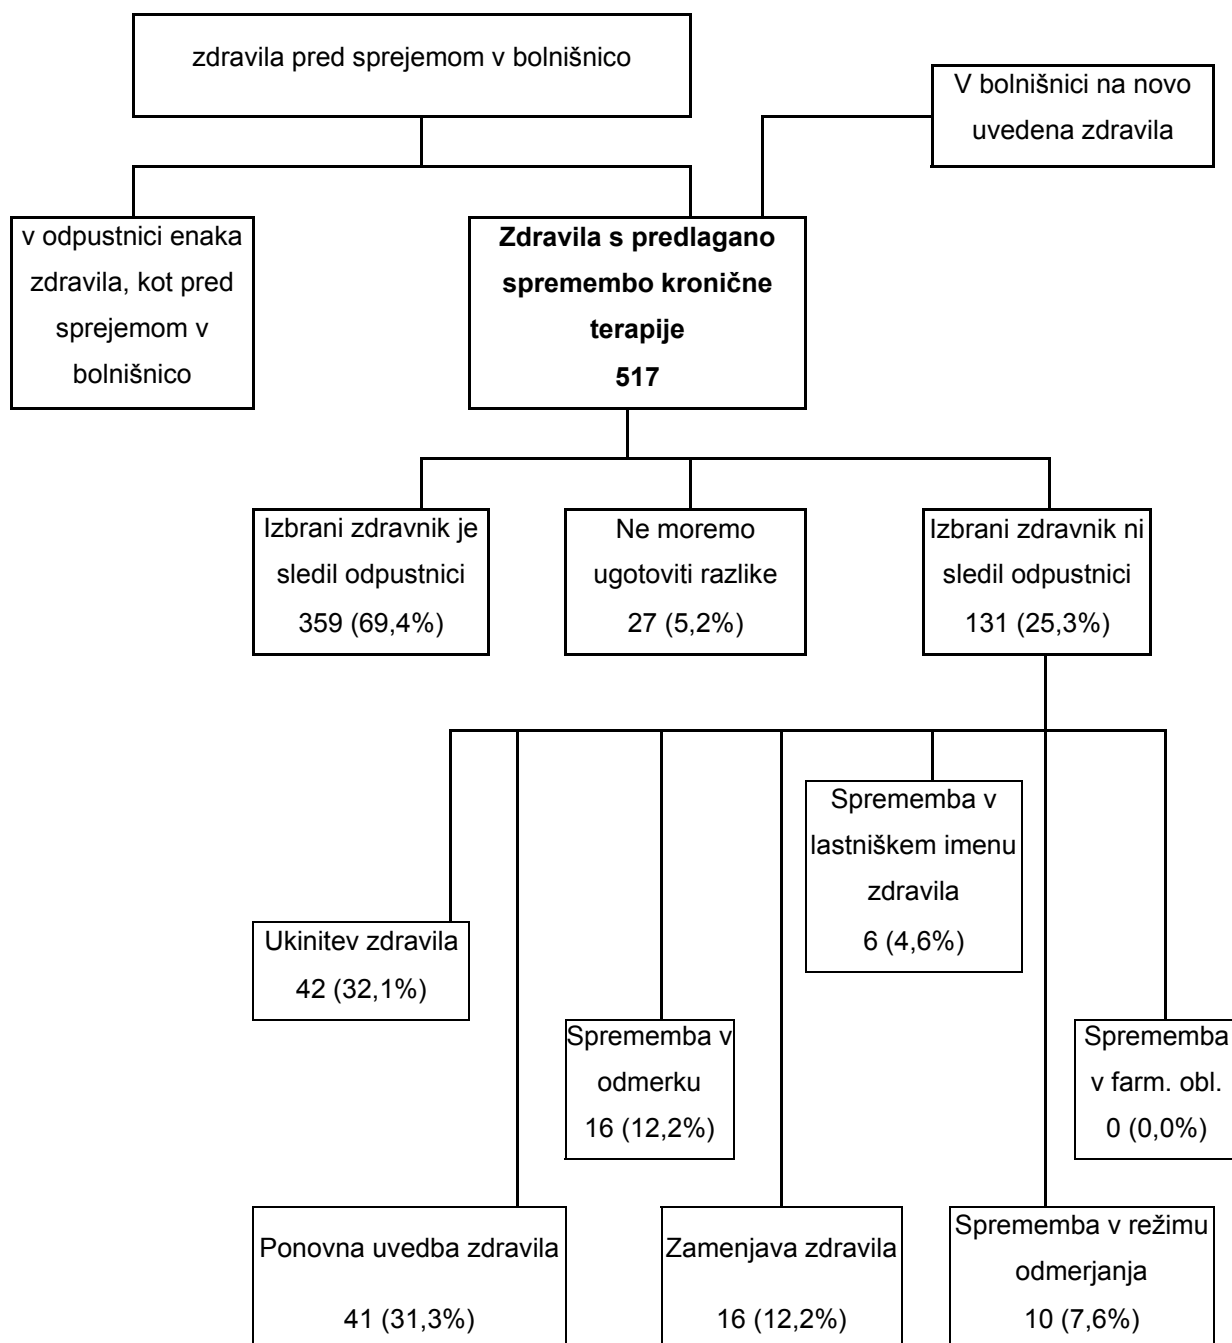 zdravila pred sprejemom v bolnišnico
V bolnišnici na novo
uvedena zdravila
v odpustnici enaka
zdravila, kot pred
sprejemom v
bolnišnico
Zdravila s predlagano
spremembo kronične
terapije
517
Izbrani zdravnik je
sledil odpustnici
359 (69,4%)
Ne moremo
ugotoviti razlike
27 (5,2%)
Izbrani zdravnik ni
sledil odpustnici
131 (25,3%)
Sprememba v
lastniškem imenu
zdravila
6 (4,6%)
Ukinitev zdravila
42 (32,1%)
Sprememba v
odmerku
16 (12,2%)
Sprememba
v farm. obl.
0 (0,0%)
Ponovna uvedba zdravila
41 (31,3%)
Zamenjava zdravila
16 (12,2%)
Sprememba v režimu
odmerjanja
10 (7,6%)